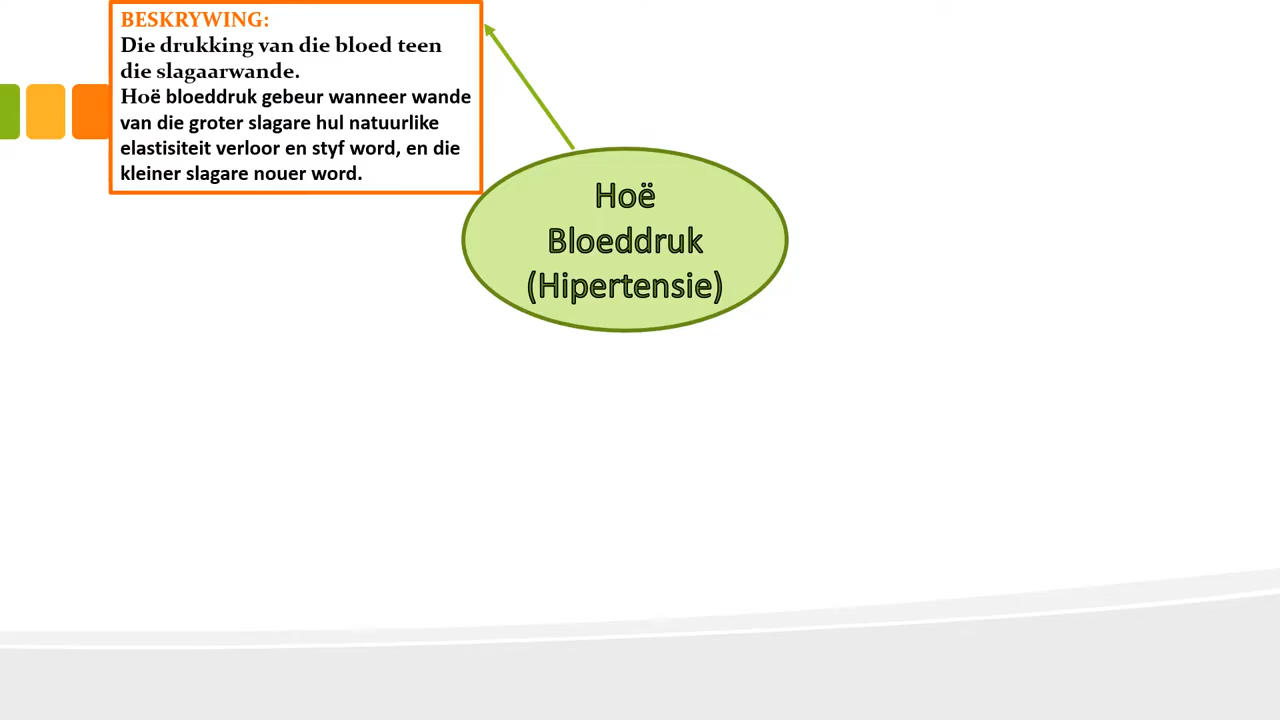 BESKRYWING:
Die drukking van die bloed teen
die slagaarwande.
Hoë bloeddruk gebeur wanneer wande
van die groter slagare hul natuurlike
elastisiteit verloor en styf word, en die
kleiner slagare nouer word.
Hoë
Bloeddruk
(Hipertensie)